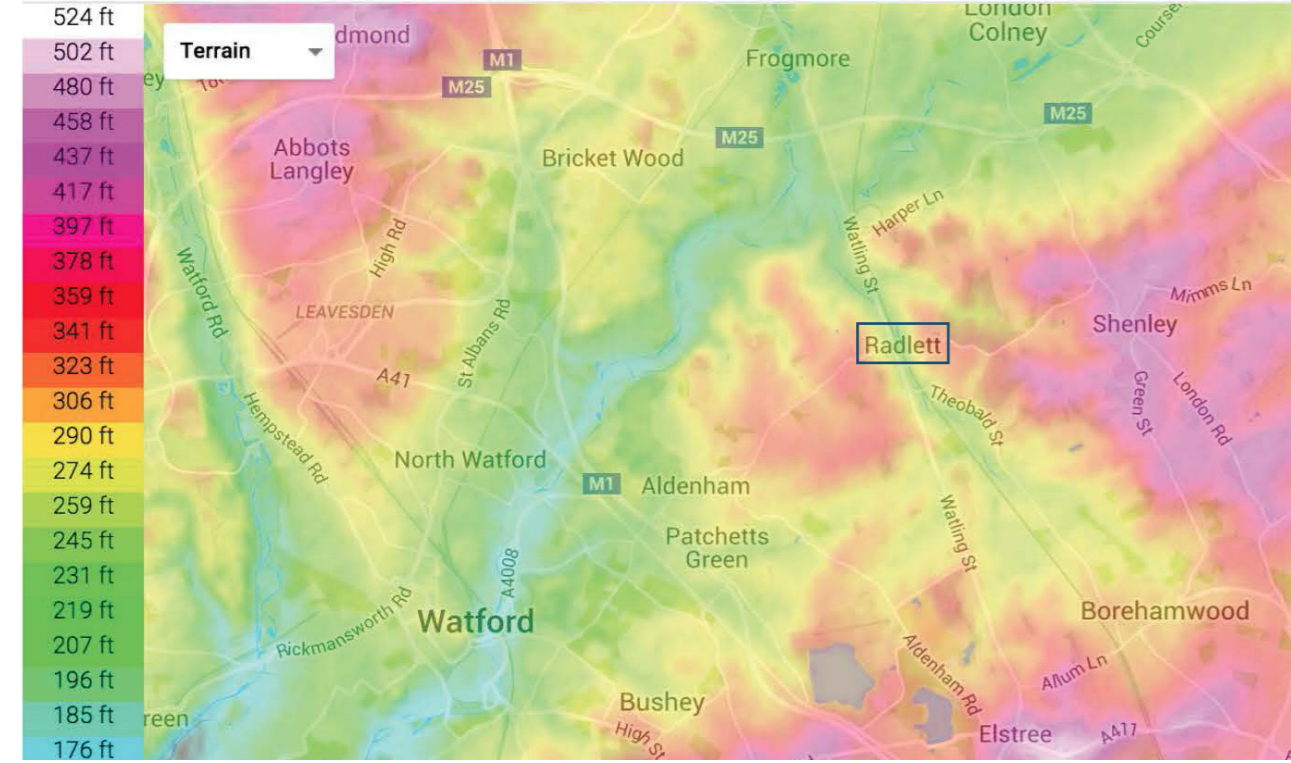 524 ft
502 ft
480 ft
458 ft
437 ft
417 ft
397 ft
378 ft
359 ft
341 ft
323 ft
306 ft
290 ft
274 ft
259 ft
245 ft
231 ft
219 ft
207 ft
196 ft
185 ft
176 ft
Terrain
dmond
M1
M25
London
Colney
Frogmore
M25
M25
ey
Abbots
Langley
Bricket Wood
Harper Ln
High Rd
Watling St
Watford Rd
Mimms Ln
LEAVESDEN
St Albans Rd
Shenley
Radlett
A41
Green St
London Rd
Theobald St
Hempstead Rd
North Watford
M1
Aldenham
Watling St
Patchetts
Green
A4008
Watford
Rickmansworth Rd
Borehamwood
Aldenham Rd
Allum Ln
Bushey
High St
reen
Elstree
A411